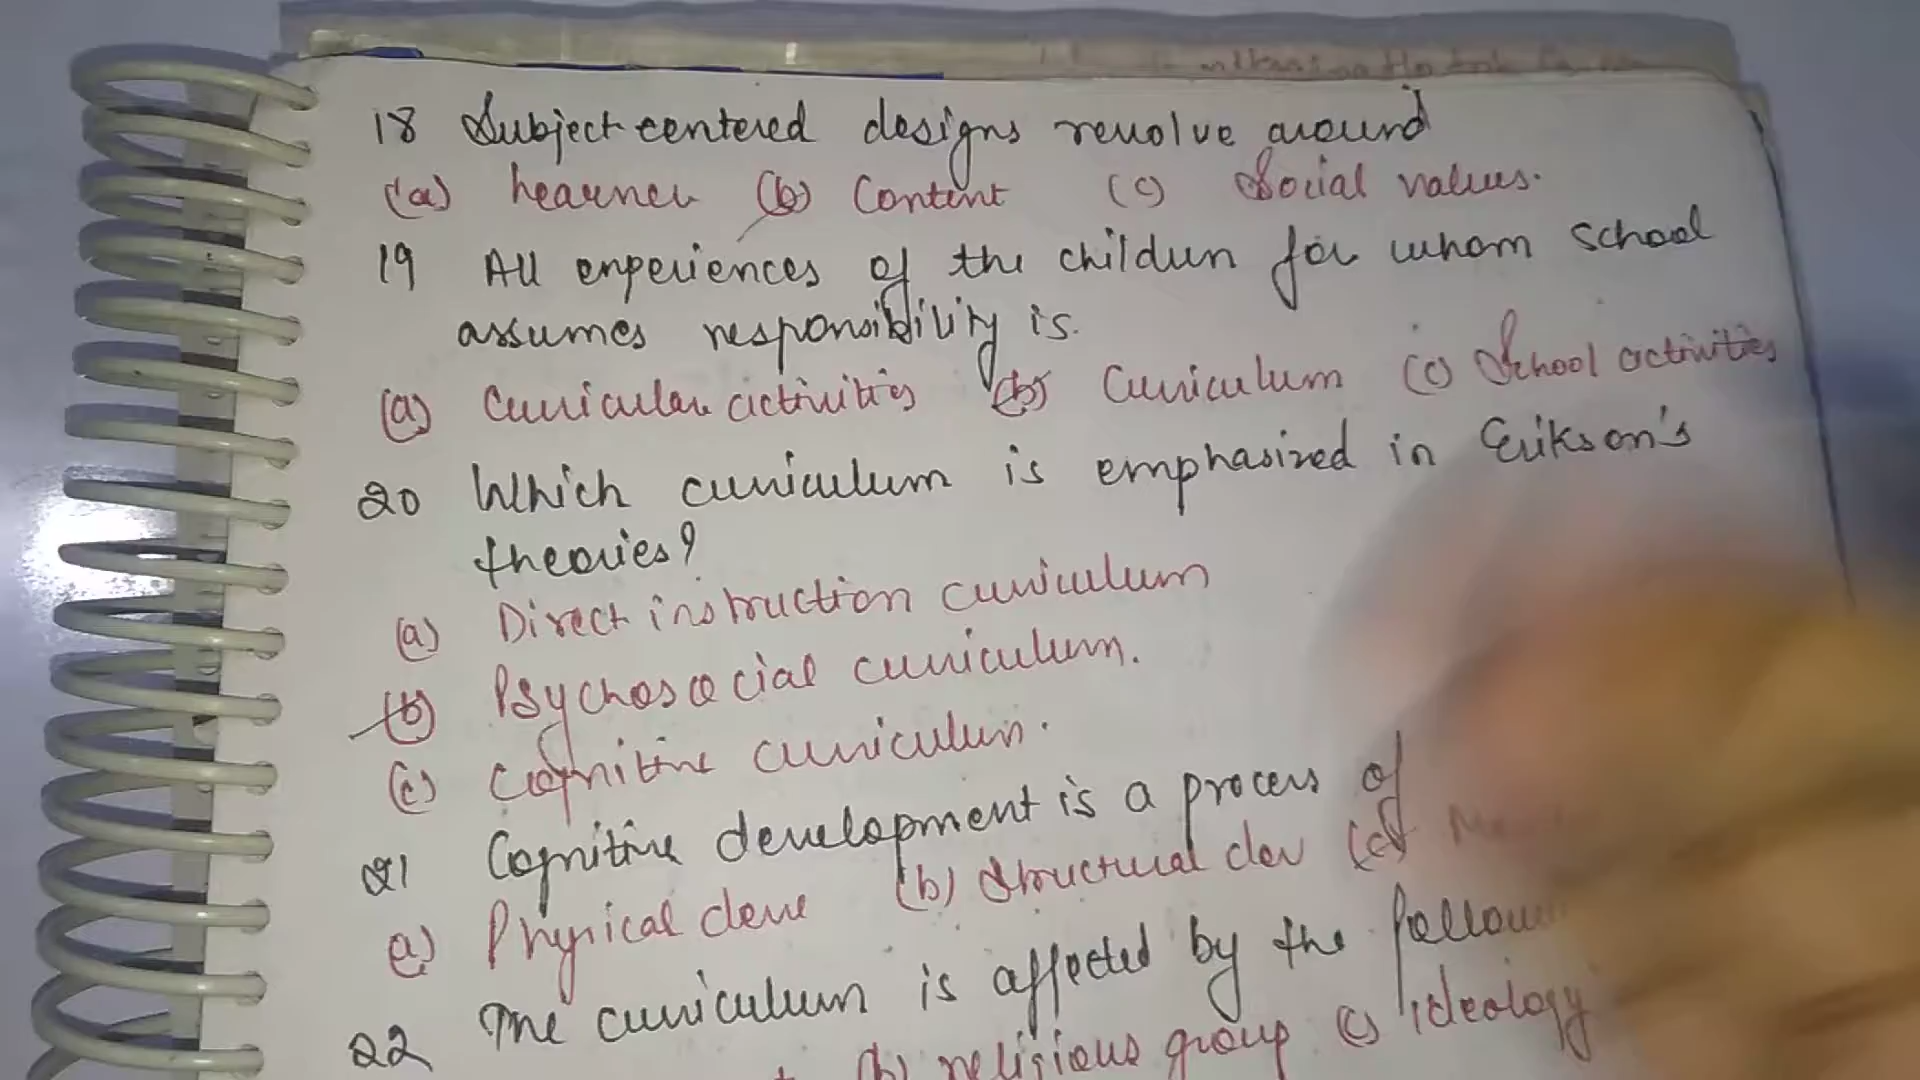 18 Subject centered designs revolve around
(a) learner (b) Content (c) Social values.
19 All experiences of the children for whom school
assumes responsibility is.
(a) Curricular activities (b) Curriculum (c) School activities
20 Which curriculum is emphasized in Erikson's
theories?
(a) Direct instruction curriculum
(b) Psychosocial curriculum.
(c) Cognitive curriculum.
21 Cognitive development is a process of
a) Physical deve (b) Structural dev (c)
22 The curriculum is affected by the
(b) religious group (c) ideology